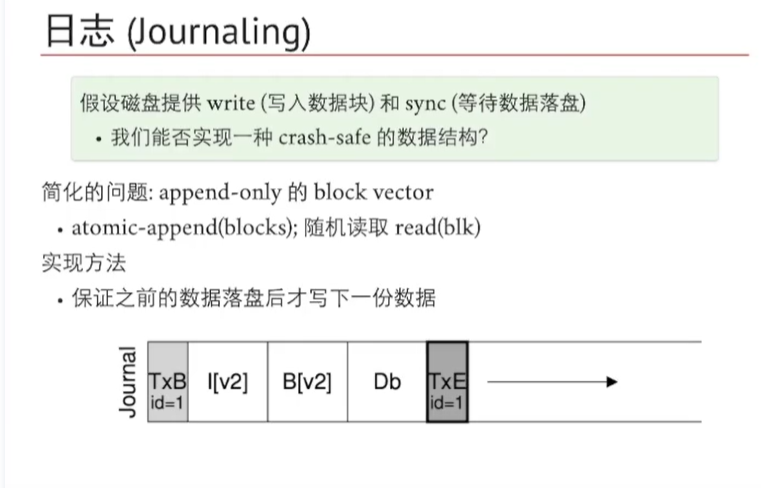 日志 (Journaling)
假设磁盘提供 write (写入数据块) 和 sync (等待数据落盘)
• 我们能否实现一种 crash-safe 的数据结构?
简化的问题: append-only 的 block vector
• atomic-append(blocks); 随机读取 read(blk)
实现方法
• 保证之前的数据落盘后才写下一份数据
Journal
TxB I[v2] B[v2] Db TxE
id=1 id=1